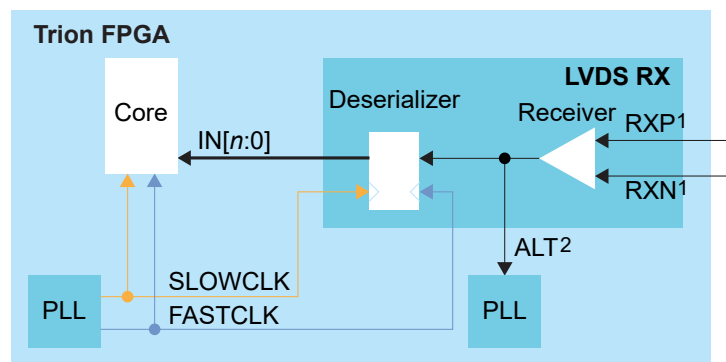 Trion FPGA
LVDS RX
Deserializer
Core
Receiver
RXP1
IN[n:0]
RXN1
ALT2
SLOWCLK
PLL
PLL
FASTCLK